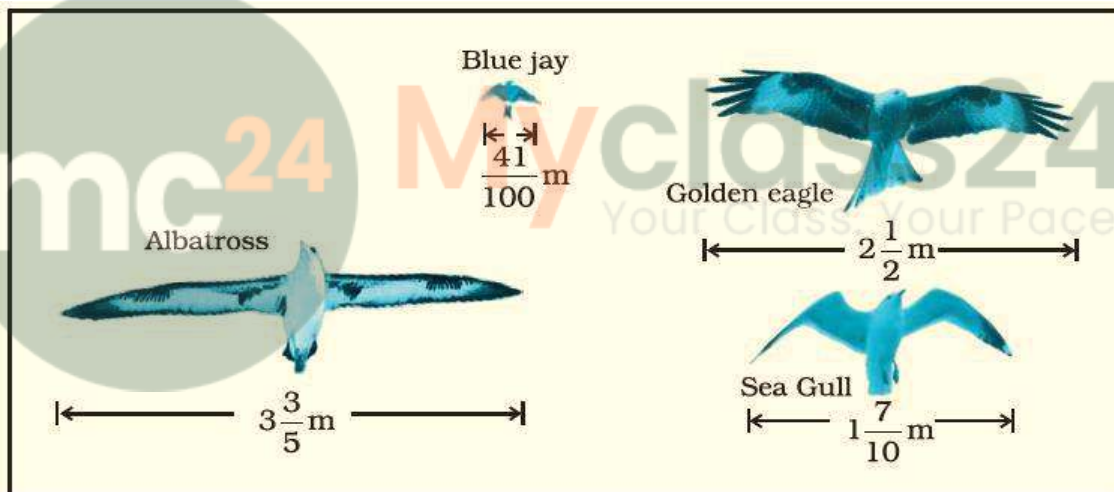 Blue jay
41/100 m
Golden eagle
2 1/2 m
Albatross
3 3/5 m
Sea Gull
1 7/10 m
mc24
Myclass24
Your Class, Your Pace